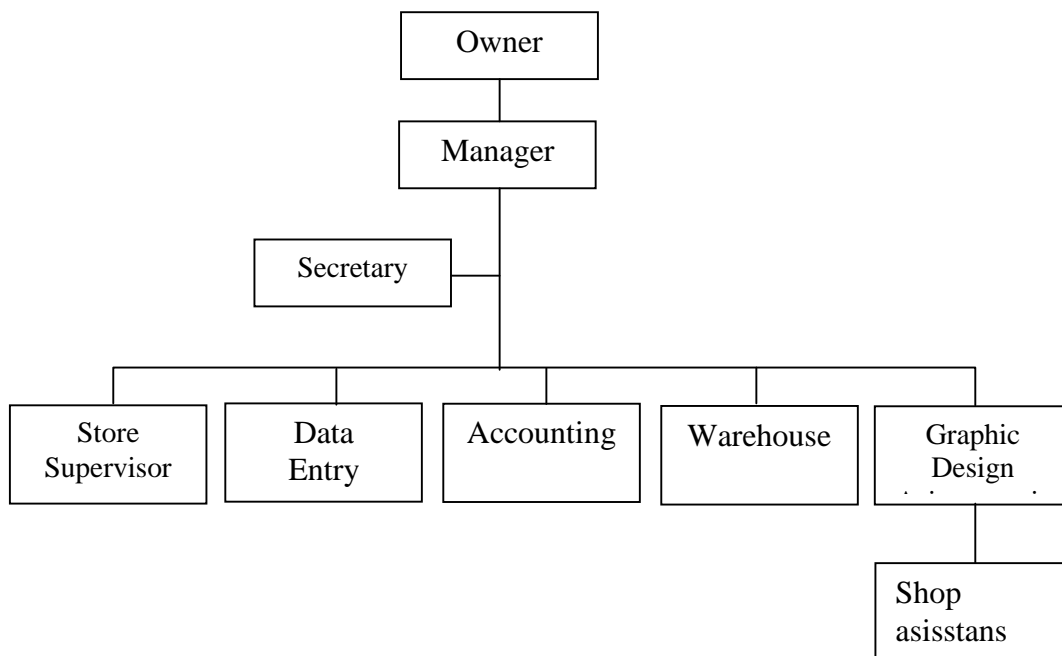 Owner
Manager
Secretary
Store
Supervisor
Data
Entry
Accounting
Warehouse
Graphic
Design
Shop
asisstans